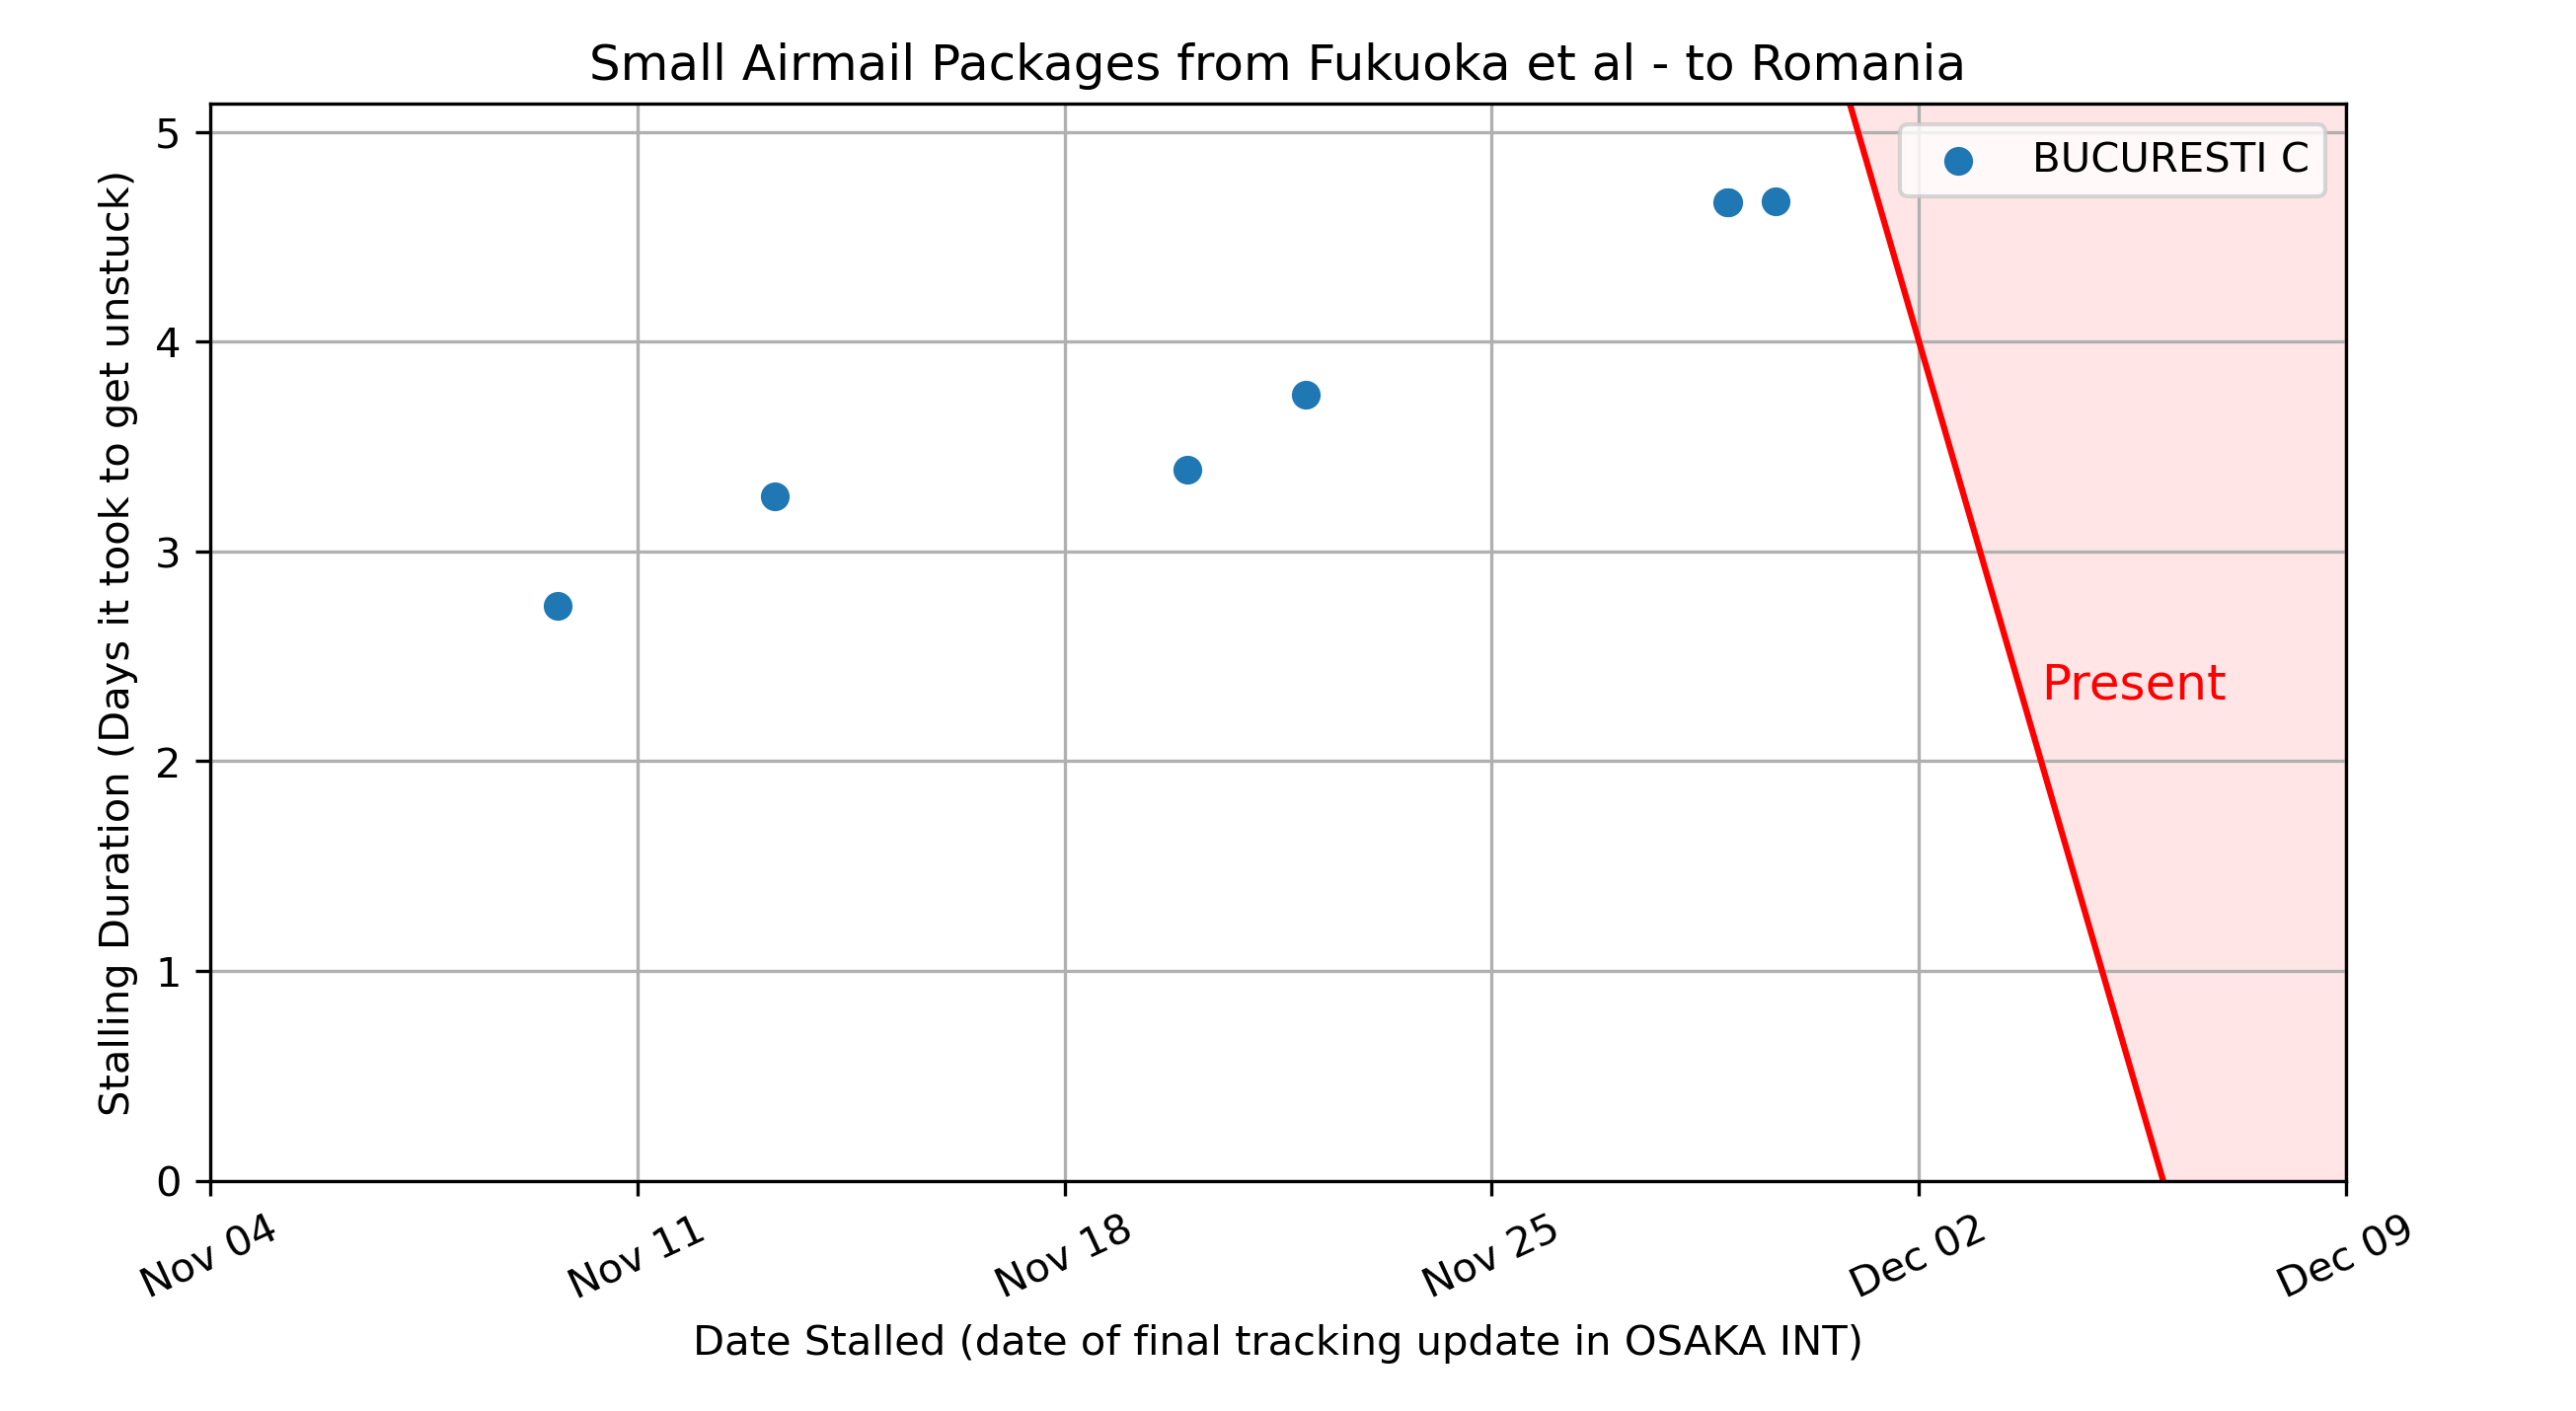 Small Airmail Packages from Fukuoka et al - to Romania
Stalling Duration (Days it took to get unstuck)
5
4
3
2
1
0
BUCURESTI C
Present
Nov 04
Nov 11
Nov 18
Nov 25
Dec 02
Dec 09
Date Stalled (date of final tracking update in OSAKA INT)